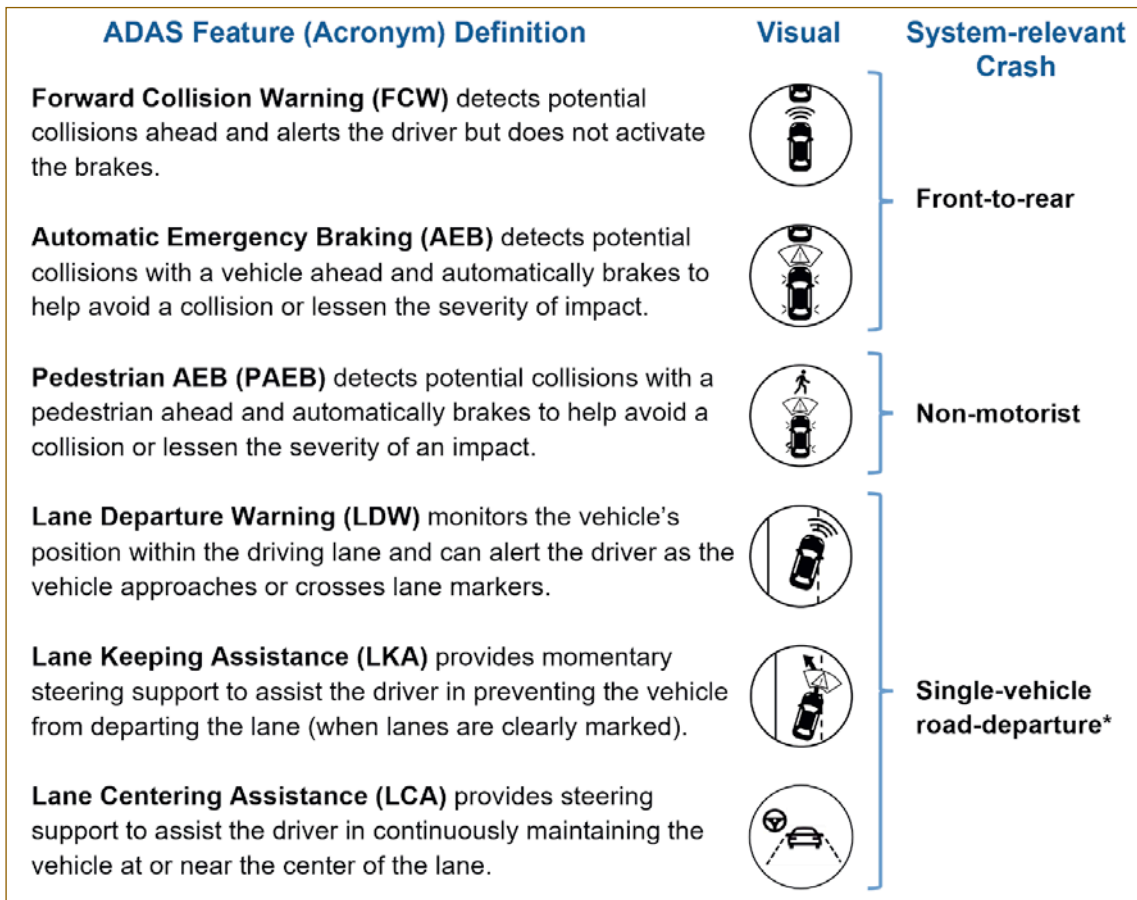 ADAS Feature (Acronym) Definition
Visual
System-relevant
Crash
Forward Collision Warning (FCW) detects potential
collisions ahead and alerts the driver but does not activate
the brakes.
Automatic Emergency Braking (AEB) detects potential
collisions with a vehicle ahead and automatically brakes to
help avoid a collision or lessen the severity of impact.
Front-to-rear
Pedestrian AEB (PAEB) detects potential collisions with a
pedestrian ahead and automatically brakes to help avoid a
collision or lessen the severity of an impact.
Non-motorist
Lane Departure Warning (LDW) monitors the vehicle's
position within the driving lane and can alert the driver as the
vehicle approaches or crosses lane markers.
Lane Keeping Assistance (LKA) provides momentary
steering support to assist the driver in preventing the vehicle
from departing the lane (when lanes are clearly marked).
Lane Centering Assistance (LCA) provides steering
support to assist the driver in continuously maintaining the
vehicle at or near the center of the lane.
Single-vehicle
road-departure*